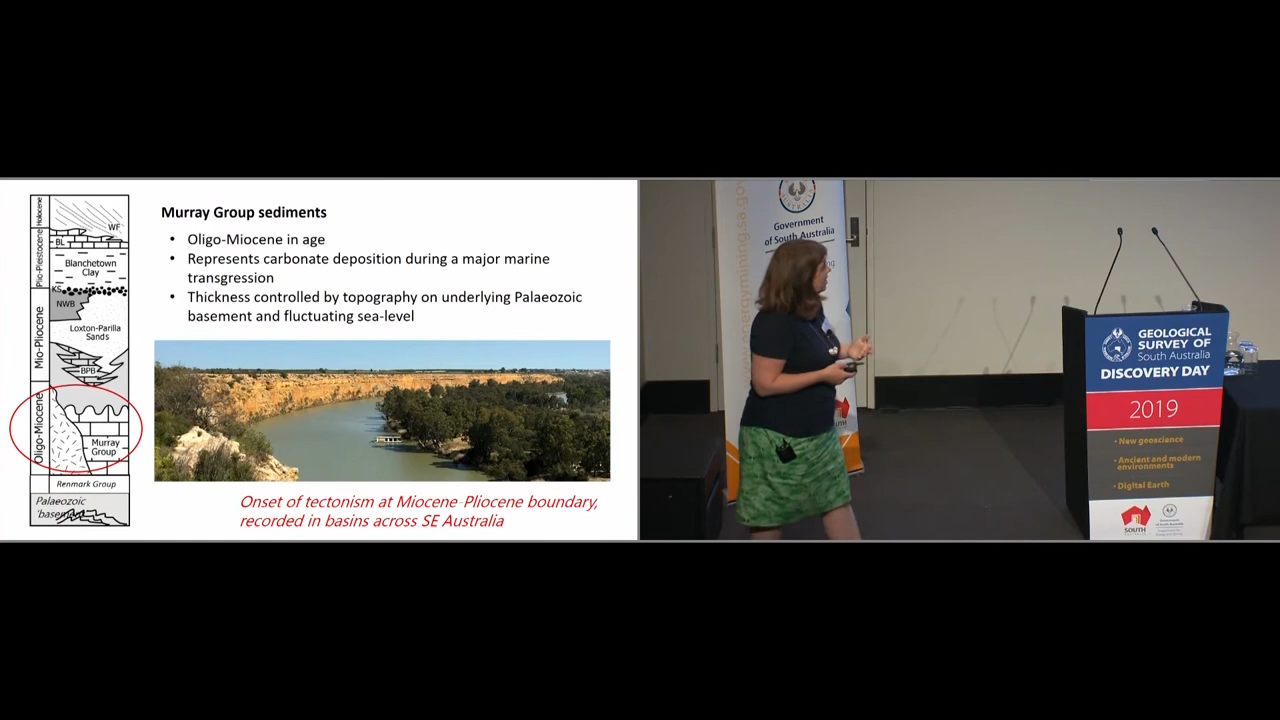 Holocene
WF
BL
Plio-Pleistocene
Blanchetown
Clay
KS
NWB
Mio-Pliocene
Loxton-Parilla
Sands
BPB
Oligo-Miocene
Murray
Group
Renmark Group
Palaeozoic
Murray Group sediments
• Oligo-Miocene in age
• Represents carbonate deposition during a major marine
transgression
• Thickness controlled by topography on underlying Palaeozoic
basement and fluctuating sea-level
Onset of tectonism at Miocene-Pliocene boundary,
recorded in basins across SE Australia
energymining.sa.gov
Government
of South Australia
GEOLOGICAL
SURVEY OF
South Australia
DISCOVERY DAY
2019
• New geoscience
• Ancient and modern
environments
• Digital Earth
SOUTH